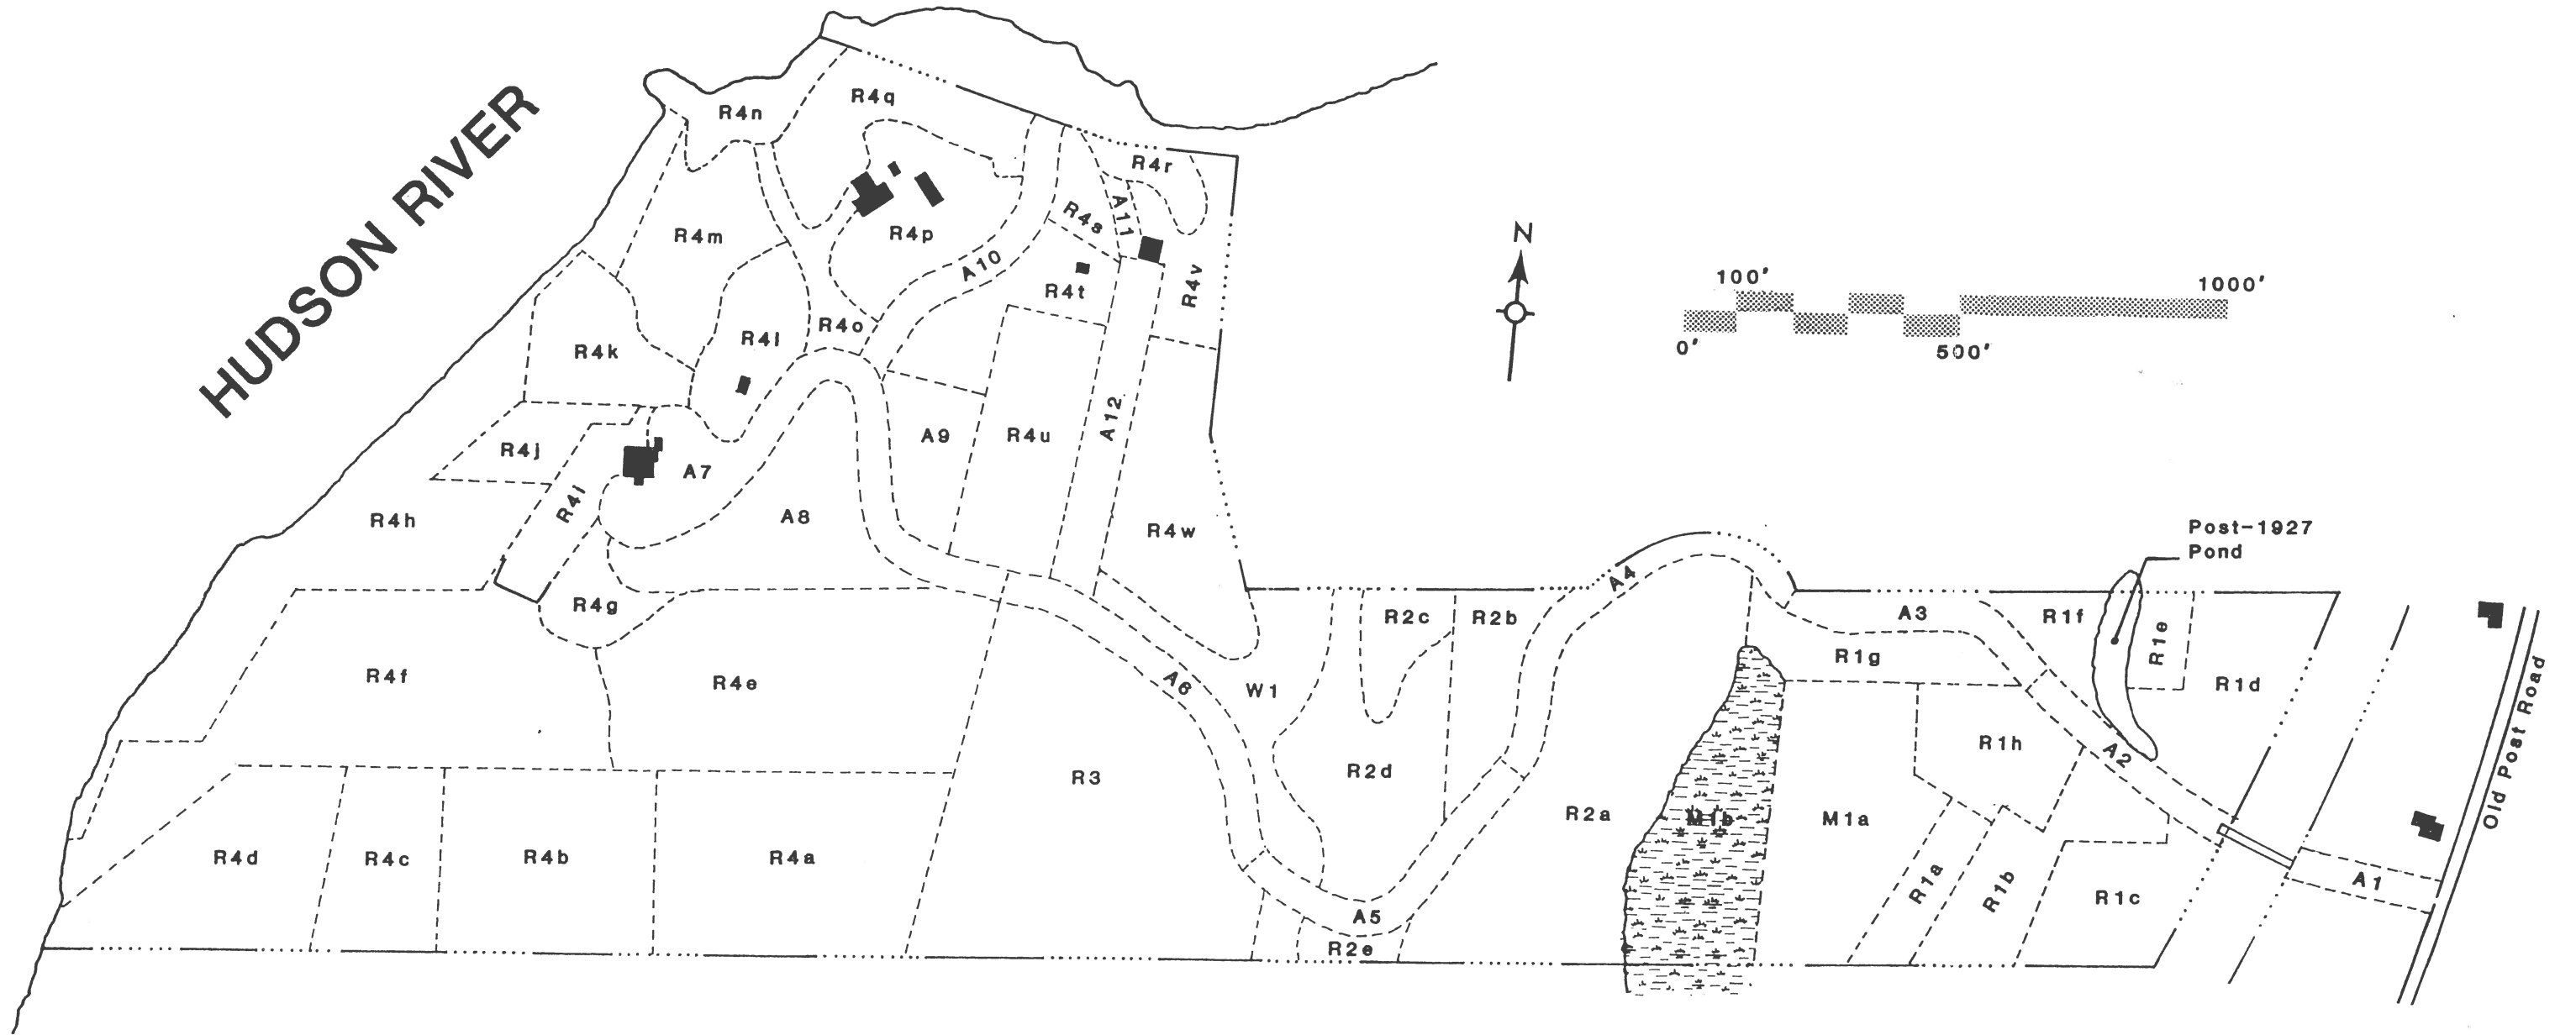 HUDSON RIVER
R4n
R4q
R4r
A11
R4s
R4m
R4p
A10
R4t
R4v
R4l
R4o
R4k
A12
R4j
A7
A9
R4u
R4i
R4h
A8
R4w
N
100'
1000'
0'
500'
Post-1927
Pond
R4g
R4f
R4e
A6
W1
R2c
R2b
A4
A3
R1f
R1e
R1g
R1d
R3
R2d
R1h
A2
R2a
M1b
M1a
R4d
R4c
R4b
R4a
A5
R2e
R1a
R1b
R1c
A1
Old Post Road